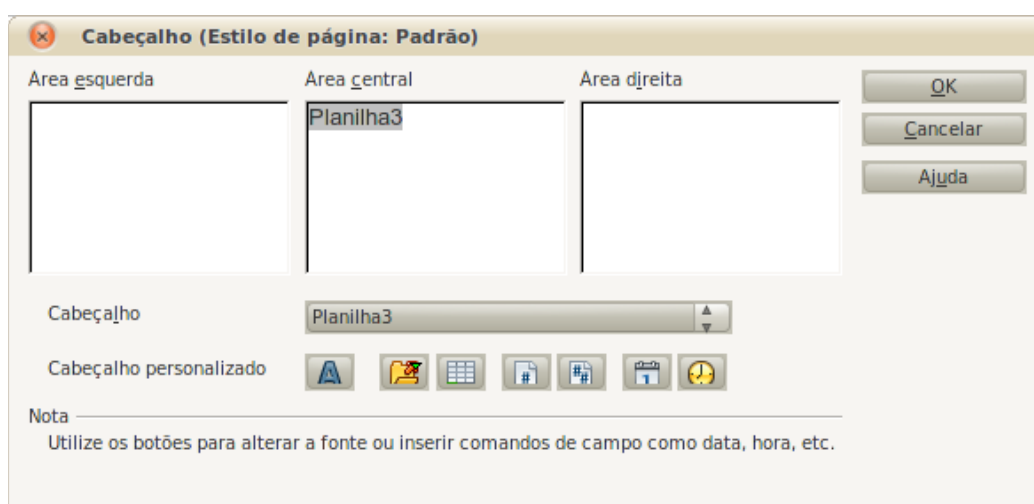 Cabeçalho (Estilo de página: Padrão)
Área esquerda
Área central
Área direita
OK
Planilha3
Cancelar
Ajuda
Cabeçalho
Planilha3
Cabeçalho personalizado
A
#
##
1
Nota
Utilize os botões para alterar a fonte ou inserir comandos de campo como data, hora, etc.